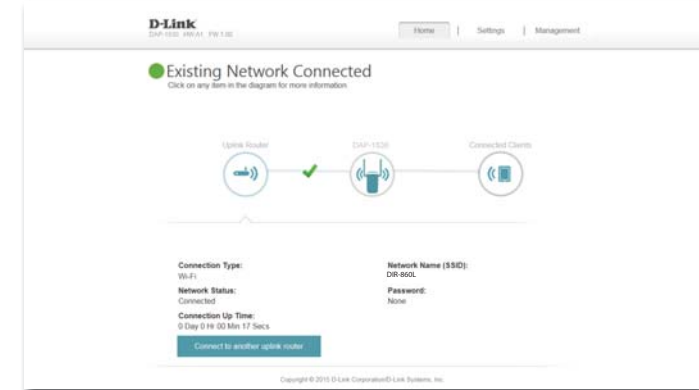 D-Link
DAP-1635 HW:A1 FW:1.00
Home | Settings | Management
Existing Network Connected
Click on any item in the diagram for more information
Uplink Router
Connected Clients
Connection Type:
Wi-Fi
Network Status:
Connected
Connection Up Time:
0 Day 0 Hr 00 Min 17 Secs
Network Name (SSID):
DIR-860L
Password:
None
Connect to another uplink router
Copyright © 2015 D-Link Corporation/D-Link Systems, Inc.